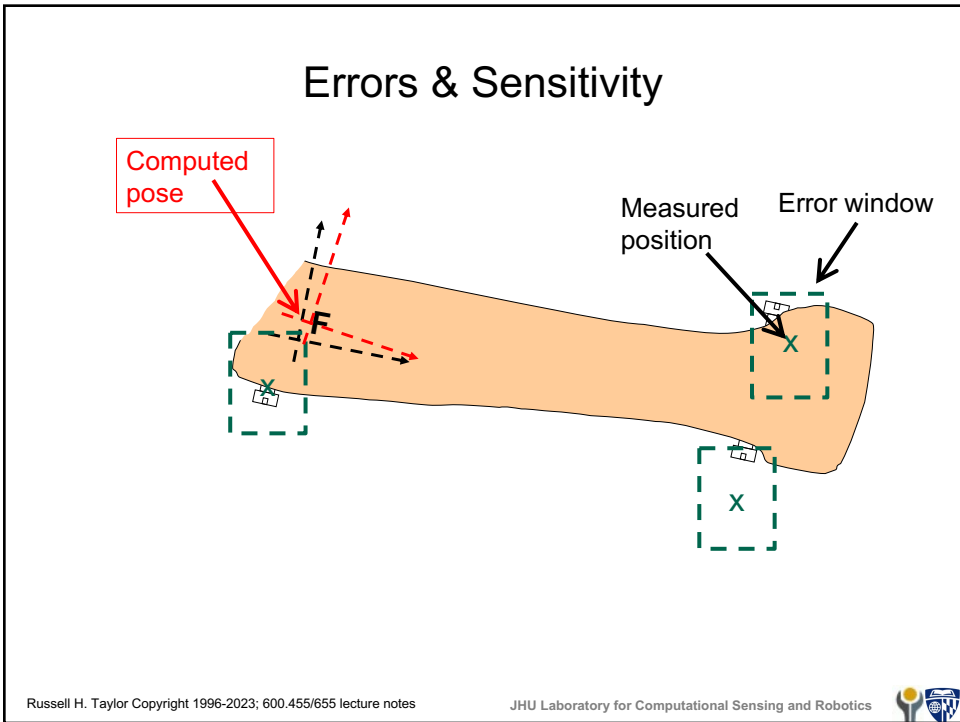 Errors & Sensitivity
Computed
pose
Measured
position
Error window
F
x
x
x
Russell H. Taylor Copyright 1996-2023; 600.455/655 lecture notes
JHU Laboratory for Computational Sensing and Robotics